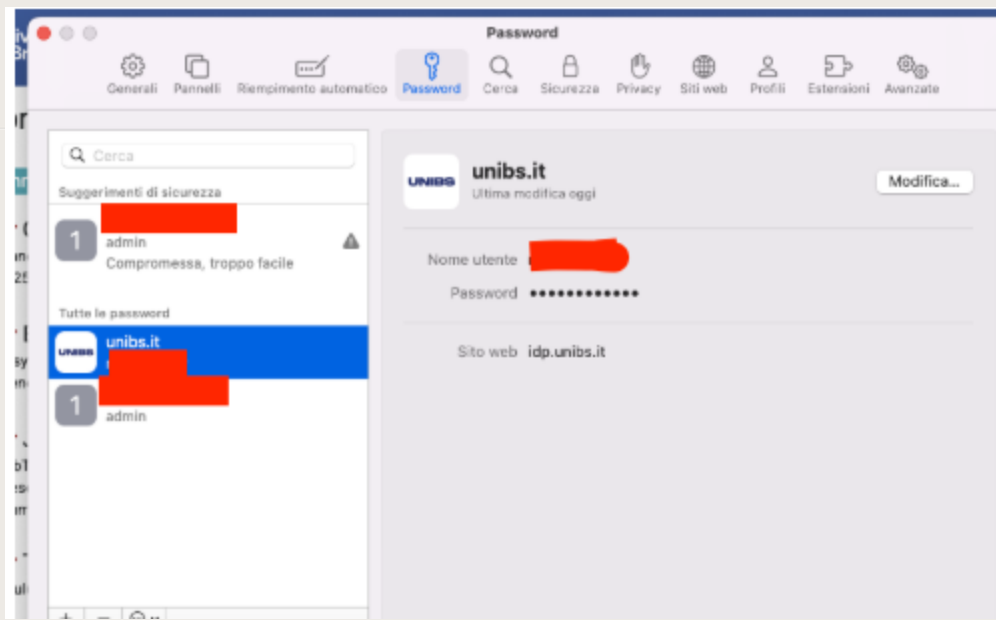 Password
Generali
Pannelli
Riempimento automatico
Password
Cerca
Sicurezza
Privacy
Siti web
Profili
Estensioni
Avanzate
Cerca
Suggerimenti di sicurezza
1
admin
Compromessa, troppo facile
Tutte le password
UNIBS
unibs.it
1
admin
UNIBS
unibs.it
Ultima modifica oggi
Modifica...
Nome utente
Password ••••••••••••
Sito web idp.unibs.it